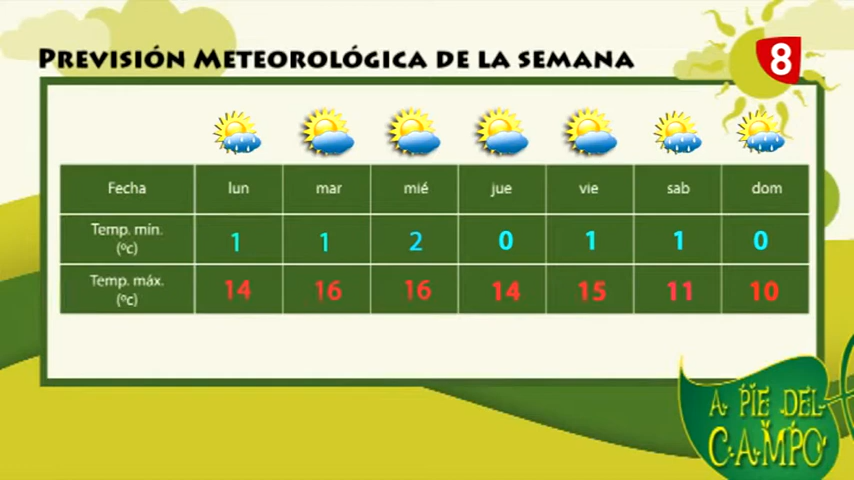 PREVISIÓN METEOROLÓGICA DE LA SEMANA
8
Fecha lun mar mié jue vie sab dom
Temp. mín. (ºc) 1 1 2 0 1 1 0
Temp. máx. (ºc) 14 16 16 14 15 11 10
A PIE DEL
CAMPO